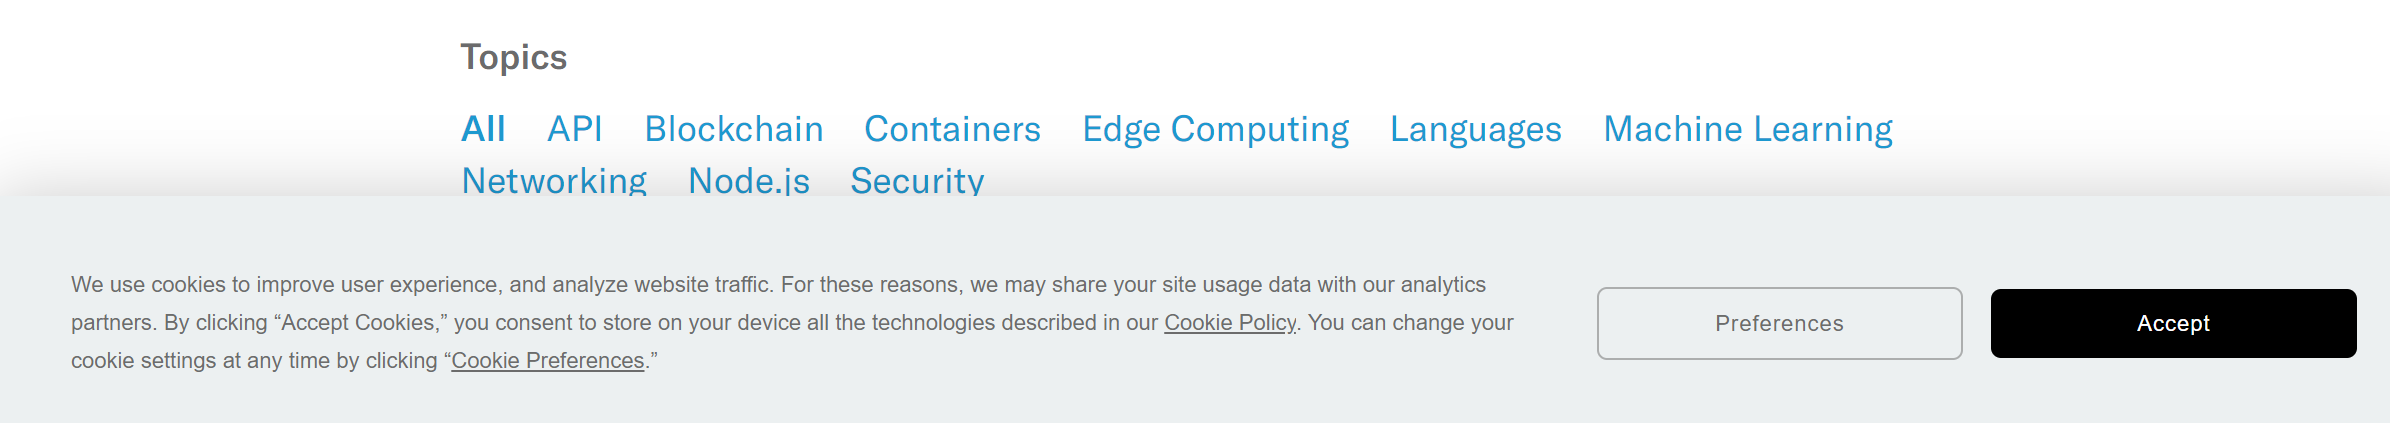 Topics
All API Blockchain Containers Edge Computing Languages Machine Learning
Networking Node.js Security
We use cookies to improve user experience, and analyze website traffic. For these reasons, we may share your site usage data with our analytics
partners. By clicking “Accept Cookies,” you consent to store on your device all the technologies described in our Cookie Policy. You can change your
cookie settings at any time by clicking “Cookie Preferences.”
Preferences
Accept